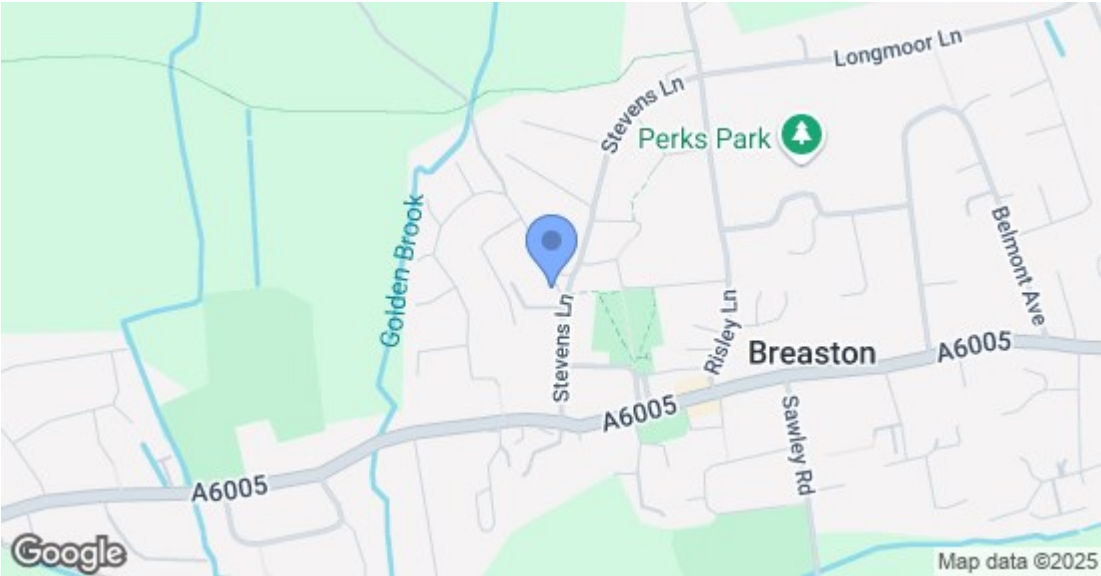 Longmoor Ln
Stevens Ln
Perks Park
Golden Brook
Belmont Ave
Stevens Ln
Risley Ln
Breaston
A6005
A6005
Sawley Rd
A6005
Google
Map data ©2025